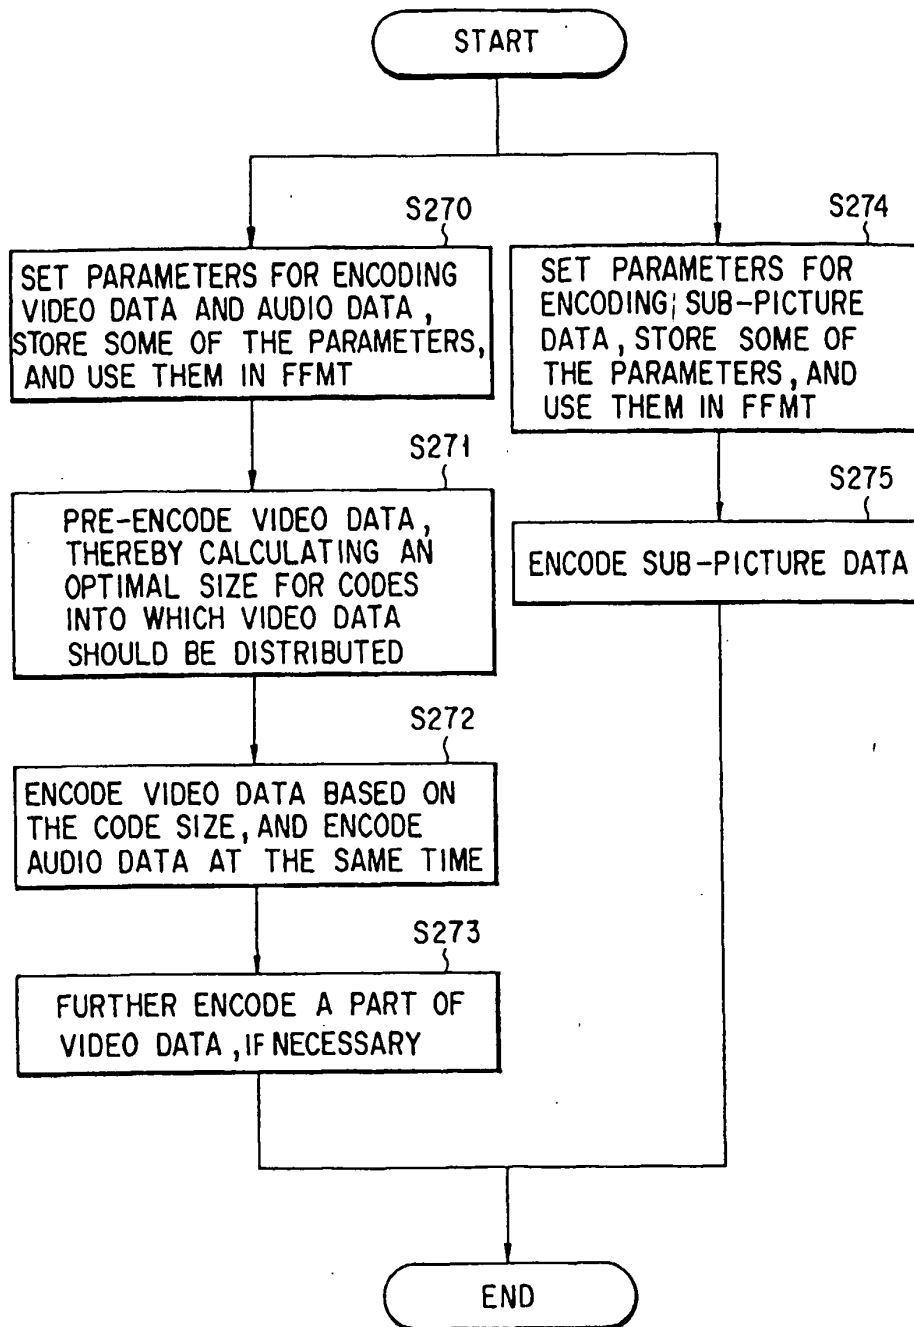 START
S270
SET PARAMETERS FOR ENCODING
VIDEO DATA AND AUDIO DATA,
STORE SOME OF THE PARAMETERS,
AND USE THEM IN FFMT
S271
PRE-ENCODE VIDEO DATA,
THEREBY CALCULATING AN
OPTIMAL SIZE FOR CODES
INTO WHICH VIDEO DATA
SHOULD BE DISTRIBUTED
S272
ENCODE VIDEO DATA BASED ON
THE CODE SIZE, AND ENCODE
AUDIO DATA AT THE SAME TIME
S273
FURTHER ENCODE A PART OF
VIDEO DATA, IF NECESSARY
S274
SET PARAMETERS FOR
ENCODING SUB-PICTURE
DATA, STORE SOME OF
THE PARAMETERS, AND
USE THEM IN FFMT
S275
ENCODE SUB-PICTURE DATA
END